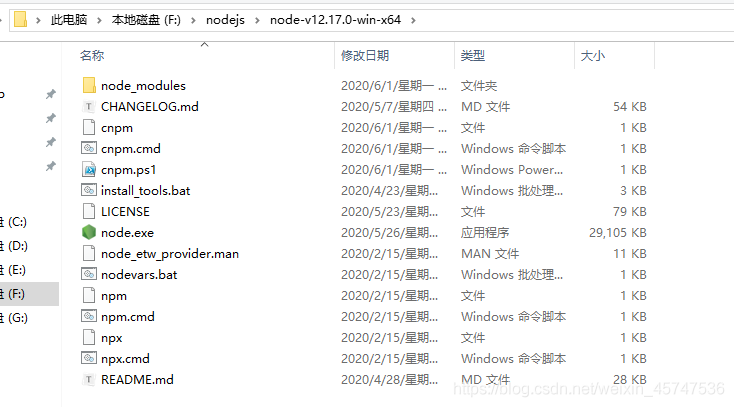 此电脑 › 本地磁盘 (F:) › nodejs › node-v12.17.0-win-x64 ›
名称 修改日期 类型 大小
node_modules 2020/6/1/星期一 ... 文件夹
CHANGELOG.md 2020/5/7/星期四 ... MD 文件 54 KB
cnpm 2020/6/1/星期一 ... 文件 1 KB
cnpm.cmd 2020/6/1/星期一 ... Windows 命令脚本 1 KB
cnpm.ps1 2020/6/1/星期一 ... Windows Power... 1 KB
install_tools.bat 2020/4/23/星期... Windows 批处理... 3 KB
LICENSE 2020/5/23/星期... 文件 79 KB
盘 (C:)
node.exe 2020/5/26/星期... 应用程序 29,105 KB
盘 (D:)
node_etw_provider.man 2020/2/15/星期... MAN 文件 11 KB
盘 (E:)
nodevars.bat 2020/2/15/星期... Windows 批处理... 1 KB
盘 (F:)
npm 2020/2/15/星期... 文件 1 KB
盘 (G:)
npm.cmd 2020/2/15/星期... Windows 命令脚本 1 KB
npx 2020/2/15/星期... 文件 1 KB
npx.cmd 2020/2/15/星期... Windows 命令脚本 1 KB
README.md 2020/4/28/星期... MD 文件 28 KB
https://blog.csdn.net/weixin_45747536